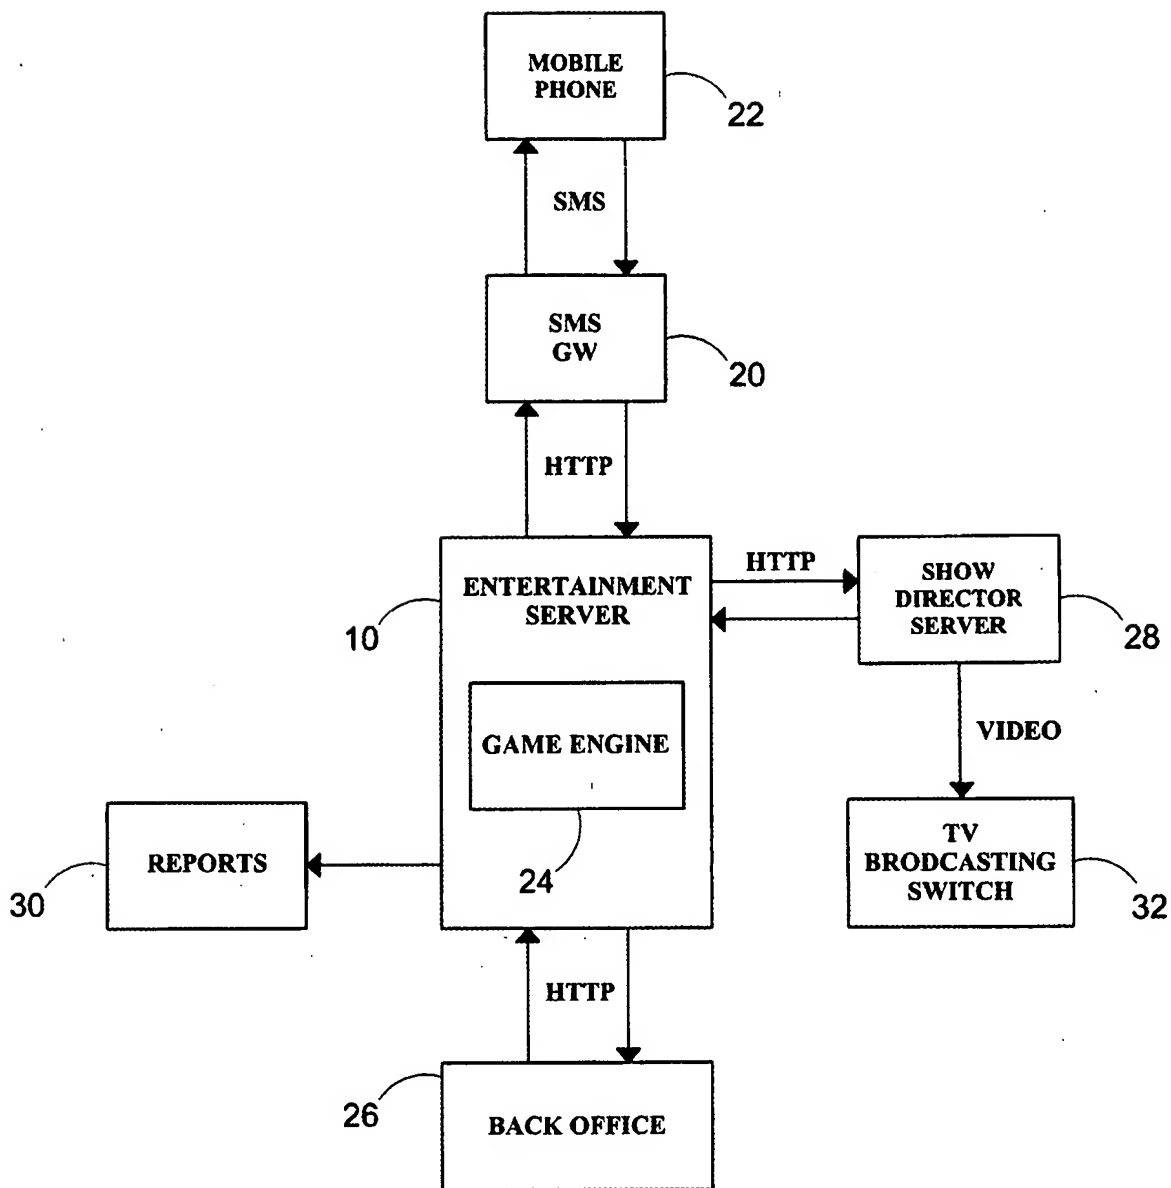 MOBILE
PHONE
22
SMS
SMS
GW
20
HTTP
ENTERTAINMENT
SERVER
10
HTTP
SHOW
DIRECTOR
SERVER
28
GAME ENGINE
24
VIDEO
REPORTS
30
TV
BRODCASTING
SWITCH
32
HTTP
26
BACK OFFICE